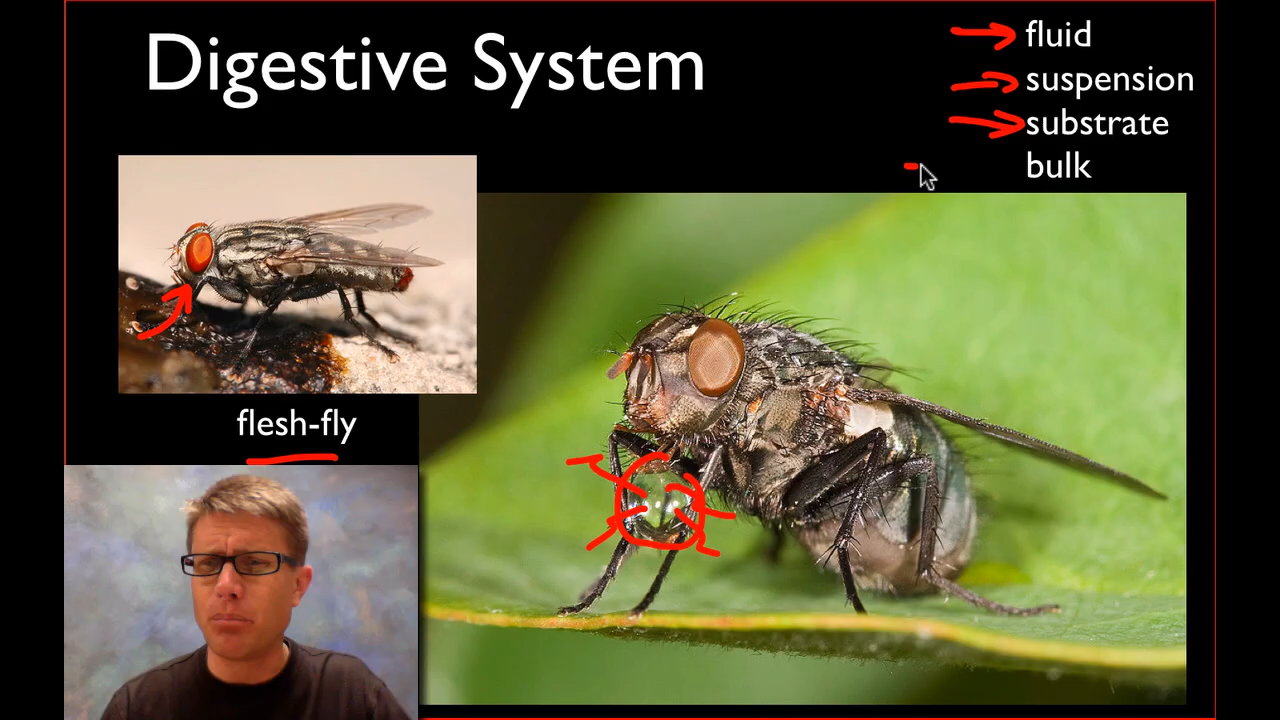 Digestive System
fluid
suspension
substrate
bulk
flesh-fly